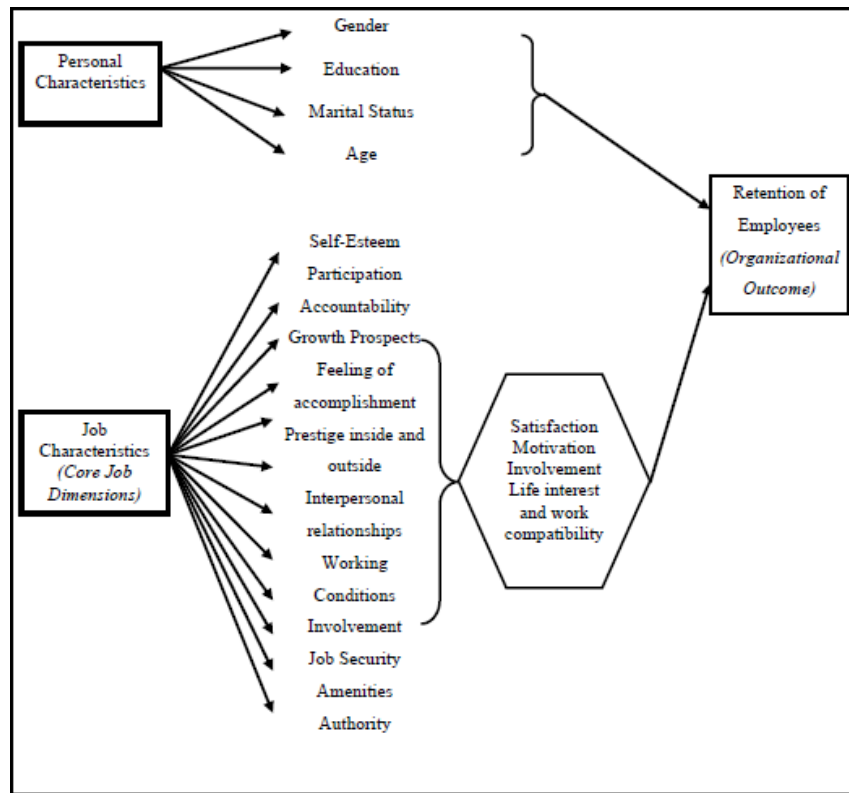 Personal
Characteristics
Gender
Education
Marital Status
Age
Retention of
Employees
(Organizational
Outcome)
Job
Characteristics
(Core Job
Dimensions)
Self-Esteem
Participation
Accountability
Growth Prospects
Feeling of
accomplishment
Prestige inside and
outside
Interpersonal
relationships
Working
Conditions
Involvement
Job Security
Amenities
Authority
Satisfaction
Motivation
Involvement
Life interest
and work
compatibility